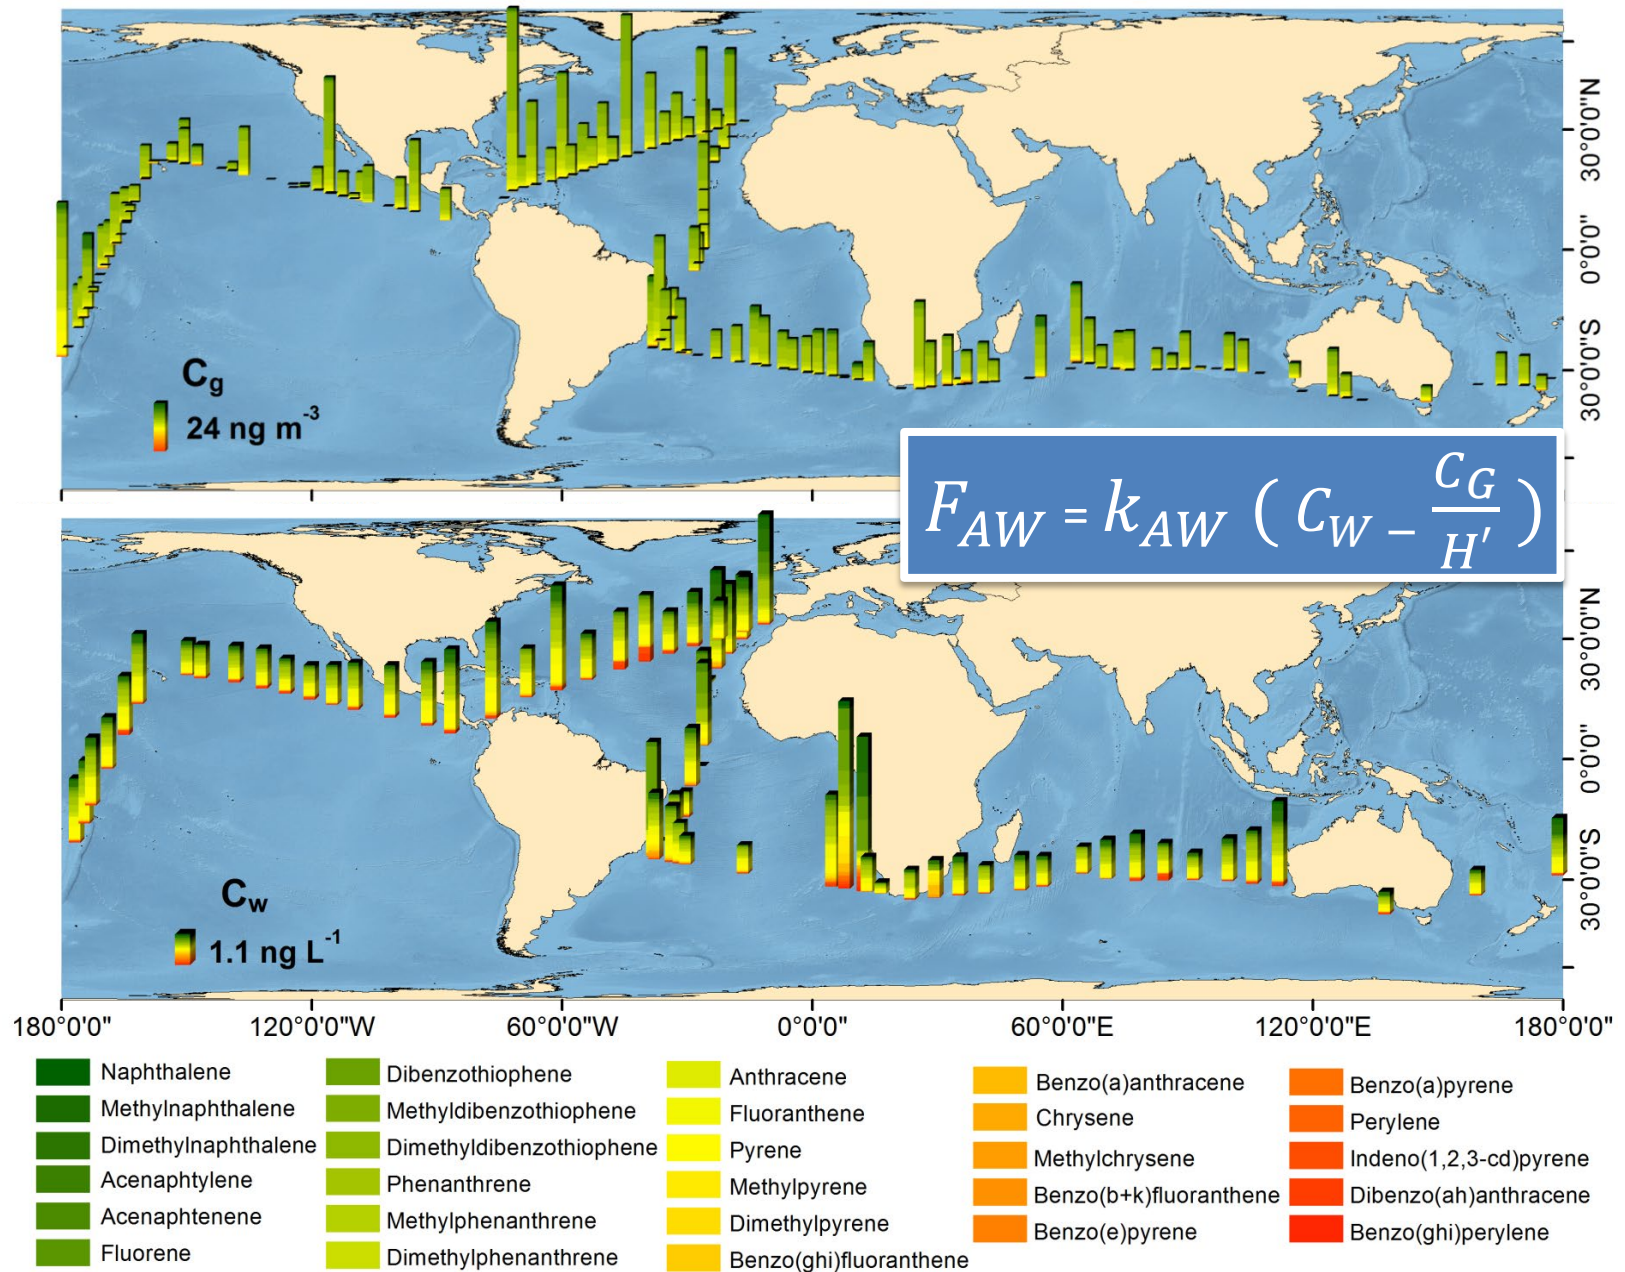 30°0'0"N
0°0'0"
30°0'0"S
Cg
24 ng m-3
F_AW = k_AW ( C_W − C_G / H′ )
30°0'0"N
0°0'0"
30°0'0"S
Cw
1.1 ng L-1
180°0'0" 120°0'0"W 60°0'0"W 0°0'0" 60°0'0"E 120°0'0"E 180°0'0"
Naphthalene
Methylnaphthalene
Dimethylnaphthalene
Acenaphtylene
Acenaphtenene
Fluorene
Dibenzothiophene
Methyldibenzothiophene
Dimethyldibenzothiophene
Phenanthrene
Methylphenanthrene
Dimethylphenanthrene
Anthracene
Fluoranthene
Pyrene
Methylpyrene
Dimethylpyrene
Benzo(ghi)fluoranthene
Benzo(a)anthracene
Chrysene
Methylchrysene
Benzo(b+k)fluoranthene
Benzo(e)pyrene
Benzo(a)pyrene
Perylene
Indeno(1,2,3-cd)pyrene
Dibenzo(ah)anthracene
Benzo(ghi)perylene